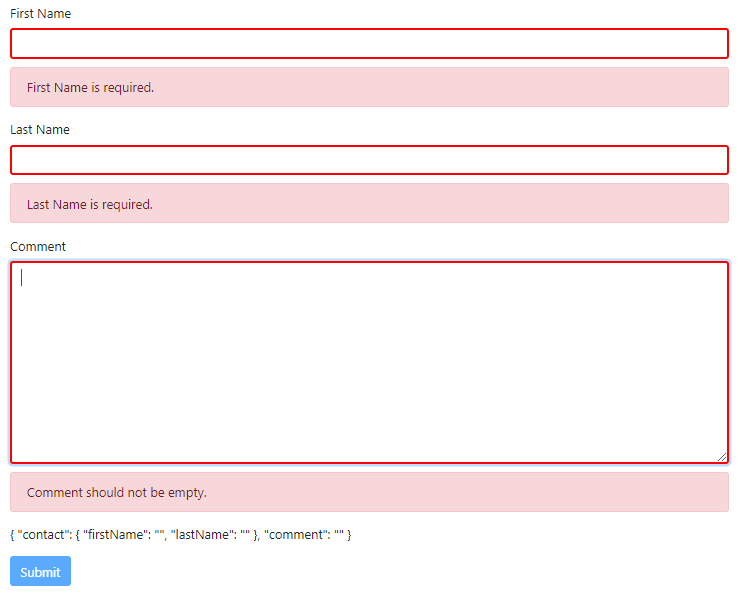 First Name
First Name is required.
Last Name
Last Name is required.
Comment
Comment should not be empty.
{ "contact": { "firstName": "", "lastName": "" }, "comment": "" }
Submit